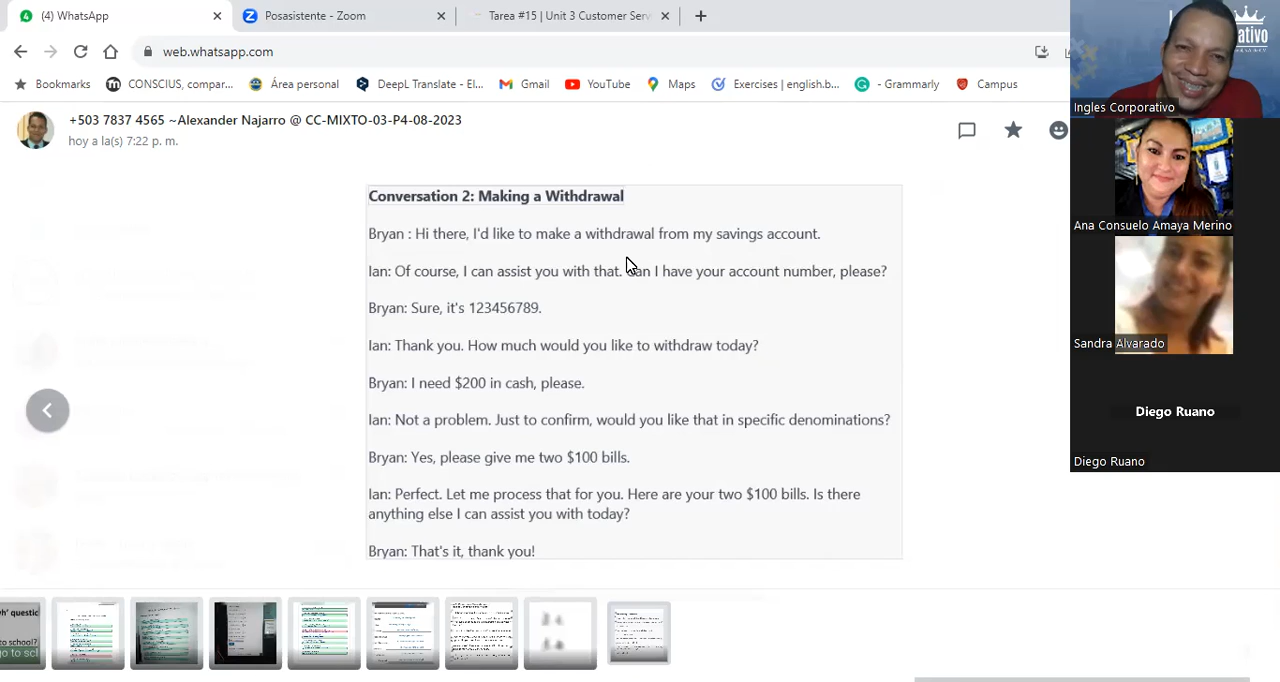 (4) WhatsApp
Posasistente - Zoom
Tarea #15 | Unit 3 Customer Serv
web.whatsapp.com
Bookmarks
CONSCIUS, compar...
Área personal
DeepL Translate - El...
Gmail
YouTube
Maps
Exercises | english.b...
- Grammarly
Campus
+503 7837 4565 ~Alexander Najarro @ CC-MIXTO-03-P4-08-2023
hoy a la(s) 7:22 p. m.
Conversation 2: Making a Withdrawal
Bryan : Hi there, I'd like to make a withdrawal from my savings account.
Ian: Of course, I can assist you with that. Can I have your account number, please?
Bryan: Sure, it's 123456789.
Ian: Thank you. How much would you like to withdraw today?
Bryan: I need $200 in cash, please.
Ian: Not a problem. Just to confirm, would you like that in specific denominations?
Bryan: Yes, please give me two $100 bills.
Ian: Perfect. Let me process that for you. Here are your two $100 bills. Is there
anything else I can assist you with today?
Bryan: That's it, thank you!
Ingles Corporativo
Ana Consuelo Amaya Merino
Sandra Alvarado
Diego Ruano
Diego Ruano